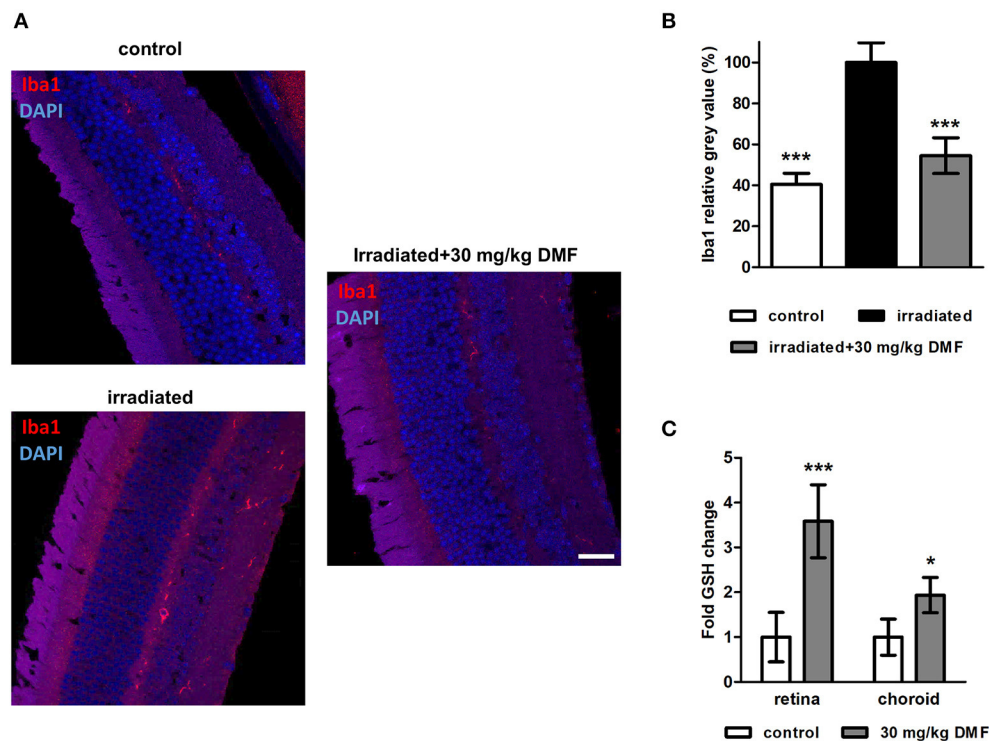 A
control
Iba1
DAPI
irradiated
Iba1
DAPI
Irradiated+30 mg/kg DMF
Iba1
DAPI
B
Iba1 relative grey value (%)
100
80
60
40
20
0
***
***
control
irradiated
irradiated+30 mg/kg DMF
C
Fold GSH change
5
4
3
2
1
0
***
*
retina choroid
control
30 mg/kg DMF